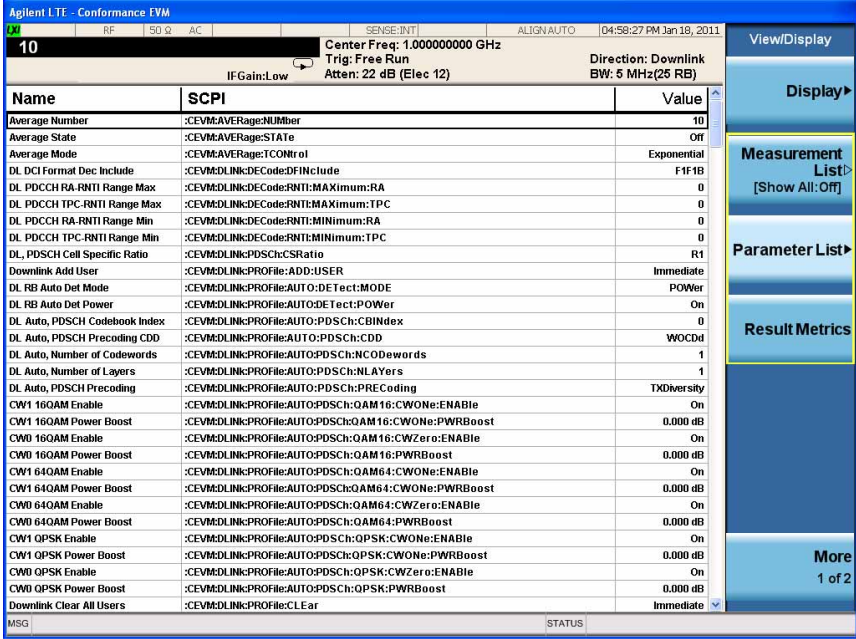 Agilent LTE - Conformance EVM
LXI RF 50 Ω AC SENSE:INT ALIGN AUTO 04:58:27 PM Jan 18, 2011
10
Center Freq: 1.000000000 GHz
Trig: Free Run Direction: Downlink
IFGain:Low Atten: 22 dB (Elec 12) BW: 5 MHz(25 RB)
Name SCPI Value
Average Number :CEVM:AVERage:NUMber 10
Average State :CEVM:AVERage:STATe Off
Average Mode :CEVM:AVERage:TCONtrol Exponential
DL DCI Format Dec Include :CEVM:DLINk:DECode:DFINclude F1F1B
DL PDCCH RA-RNTI Range Max :CEVM:DLINk:DECode:RNTI:MAXimum:RA 0
DL PDCCH TPC-RNTI Range Max :CEVM:DLINk:DECode:RNTI:MAXimum:TPC 0
DL PDCCH RA-RNTI Range Min :CEVM:DLINk:DECode:RNTI:MINimum:RA 0
DL PDCCH TPC-RNTI Range Min :CEVM:DLINk:DECode:RNTI:MINimum:TPC 0
DL, PDSCH Cell Specific Ratio :CEVM:DLINk:PDSCh:CSRatio R1
Downlink Add User :CEVM:DLINk:PROFile:ADD:USER Immediate
DL RB Auto Det Mode :CEVM:DLINk:PROFile:AUTO:DETect:MODE POWer
DL RB Auto Det Power :CEVM:DLINk:PROFile:AUTO:DETect:POWer On
DL Auto, PDSCH Codebook Index :CEVM:DLINk:PROFile:AUTO:PDSCh:CBINdex 0
DL Auto, PDSCH Precoding CDD :CEVM:DLINk:PROFile:AUTO:PDSCh:CDD WOCDd
DL Auto, Number of Codewords :CEVM:DLINk:PROFile:AUTO:PDSCh:NCODewords 1
DL Auto, Number of Layers :CEVM:DLINk:PROFile:AUTO:PDSCh:NLAYers 1
DL Auto, PDSCH Precoding :CEVM:DLINk:PROFile:AUTO:PDSCh:PRECoding TXDiversity
CW1 16QAM Enable :CEVM:DLINk:PROFile:AUTO:PDSCh:QAM16:CWONe:ENABle On
CW1 16QAM Power Boost :CEVM:DLINk:PROFile:AUTO:PDSCh:QAM16:CWONe:PWRBoost 0.000 dB
CW0 16QAM Enable :CEVM:DLINk:PROFile:AUTO:PDSCh:QAM16:CWZero:ENABle On
CW0 16QAM Power Boost :CEVM:DLINk:PROFile:AUTO:PDSCh:QAM16:PWRBoost 0.000 dB
CW1 64QAM Enable :CEVM:DLINk:PROFile:AUTO:PDSCh:QAM64:CWONe:ENABle On
CW1 64QAM Power Boost :CEVM:DLINk:PROFile:AUTO:PDSCh:QAM64:CWONe:PWRBoost 0.000 dB
CW0 64QAM Enable :CEVM:DLINk:PROFile:AUTO:PDSCh:QAM64:CWZero:ENABle On
CW0 64QAM Power Boost :CEVM:DLINk:PROFile:AUTO:PDSCh:QAM64:PWRBoost 0.000 dB
CW1 QPSK Enable :CEVM:DLINk:PROFile:AUTO:PDSCh:QPSK:CWONe:ENABle On
CW1 QPSK Power Boost :CEVM:DLINk:PROFile:AUTO:PDSCh:QPSK:CWONe:PWRBoost 0.000 dB
CW0 QPSK Enable :CEVM:DLINk:PROFile:AUTO:PDSCh:QPSK:CWZero:ENABle On
CW0 QPSK Power Boost :CEVM:DLINk:PROFile:AUTO:PDSCh:QPSK:PWRBoost 0.000 dB
Downlink Clear All Users :CEVM:DLINk:PROFile:CLEar Immediate
MSG STATUS
View/Display
Display
Measurement
List
[Show All:Off]
Parameter List
Result Metrics
More
1 of 2